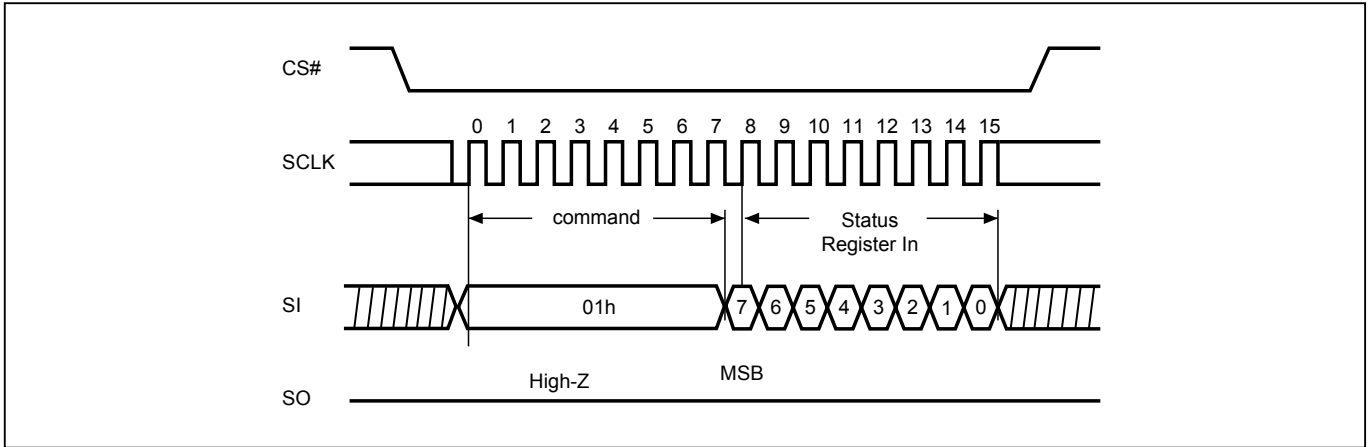 CS#
0 1 2 3 4 5 6 7 8 9 10 11 12 13 14 15
SCLK
command
Status
Register In
SI
01h 7 6 5 4 3 2 1 0
High-Z
MSB
SO